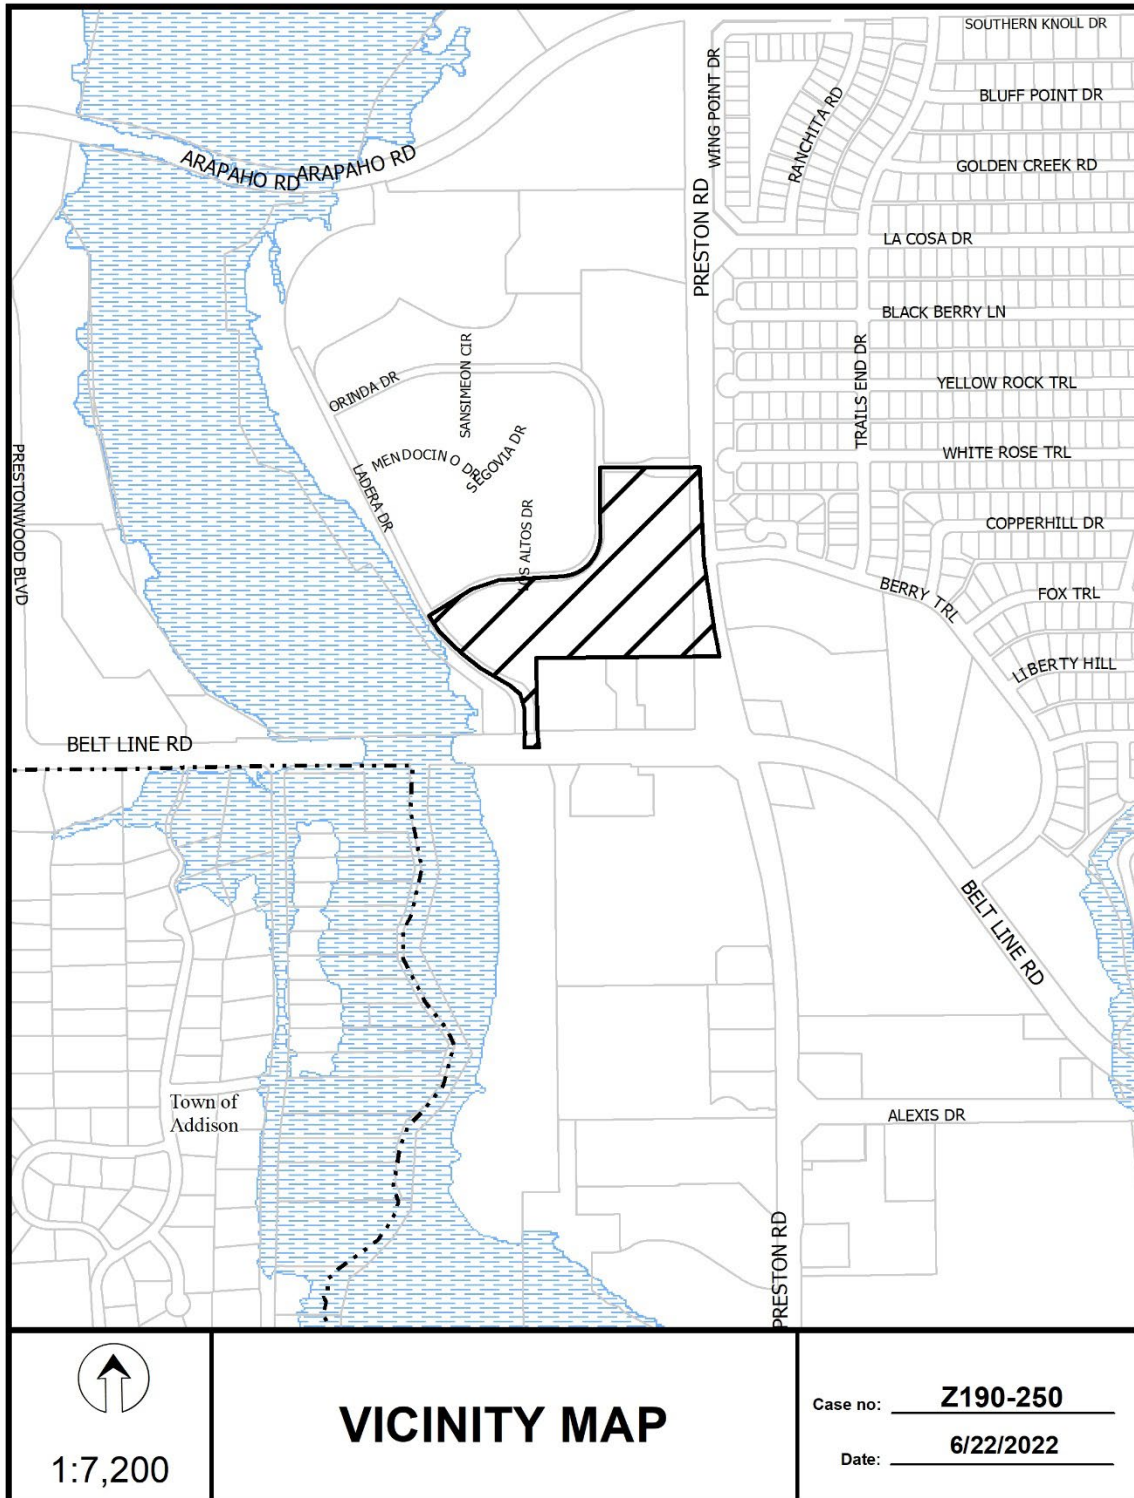 SOUTHERN KNOLL DR
WING POINT DR
BLUFF POINT DR
RANCHITA RD
ARAPAHO RD
ARAPAHO RD
GOLDEN CREEK RD
PRESTON RD
LA COSA DR
BLACK BERRY LN
TRAILS END DR
SANSIMEON CIR
ORINDA DR
YELLOW ROCK TRL
PRESTONWOOD BLVD
MENDOCINO DR
SEGOVIA DR
WHITE ROSE TRL
LADERA DR
LOS ALTOS DR
COPPERHILL DR
BERRY TRL
FOX TRL
LIBERTY HILL
BELT LINE RD
BELT LINE RD
Town of
Addison
ALEXIS DR
PRESTON RD
1:7,200
VICINITY MAP
Case no: Z190-250
Date: 6/22/2022